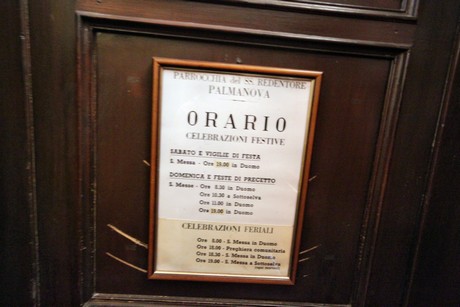 PARROCCHIA del SS. REDENTORE
PALMANOVA
ORARIO
CELEBRAZIONI FESTIVE
SABATO E VIGILIE DI FESTA
S. Messa - Ore 19.00 in Duomo
DOMENICA E FESTE DI PRECETTO
S. Messe - Ore 8.30 in Duomo
Ore 10.30 a Sottoselva
Ore 11.00 in Duomo
Ore 19.00 in Duomo
CELEBRAZIONI FERIALI
Ore 8.00 - S. Messa in Duomo
Ore 18.00 - Preghiera comunitaria
Ore 18.30 - S. Messa in Duomo
Ore 19.00 - S. Messa a Sottoselva